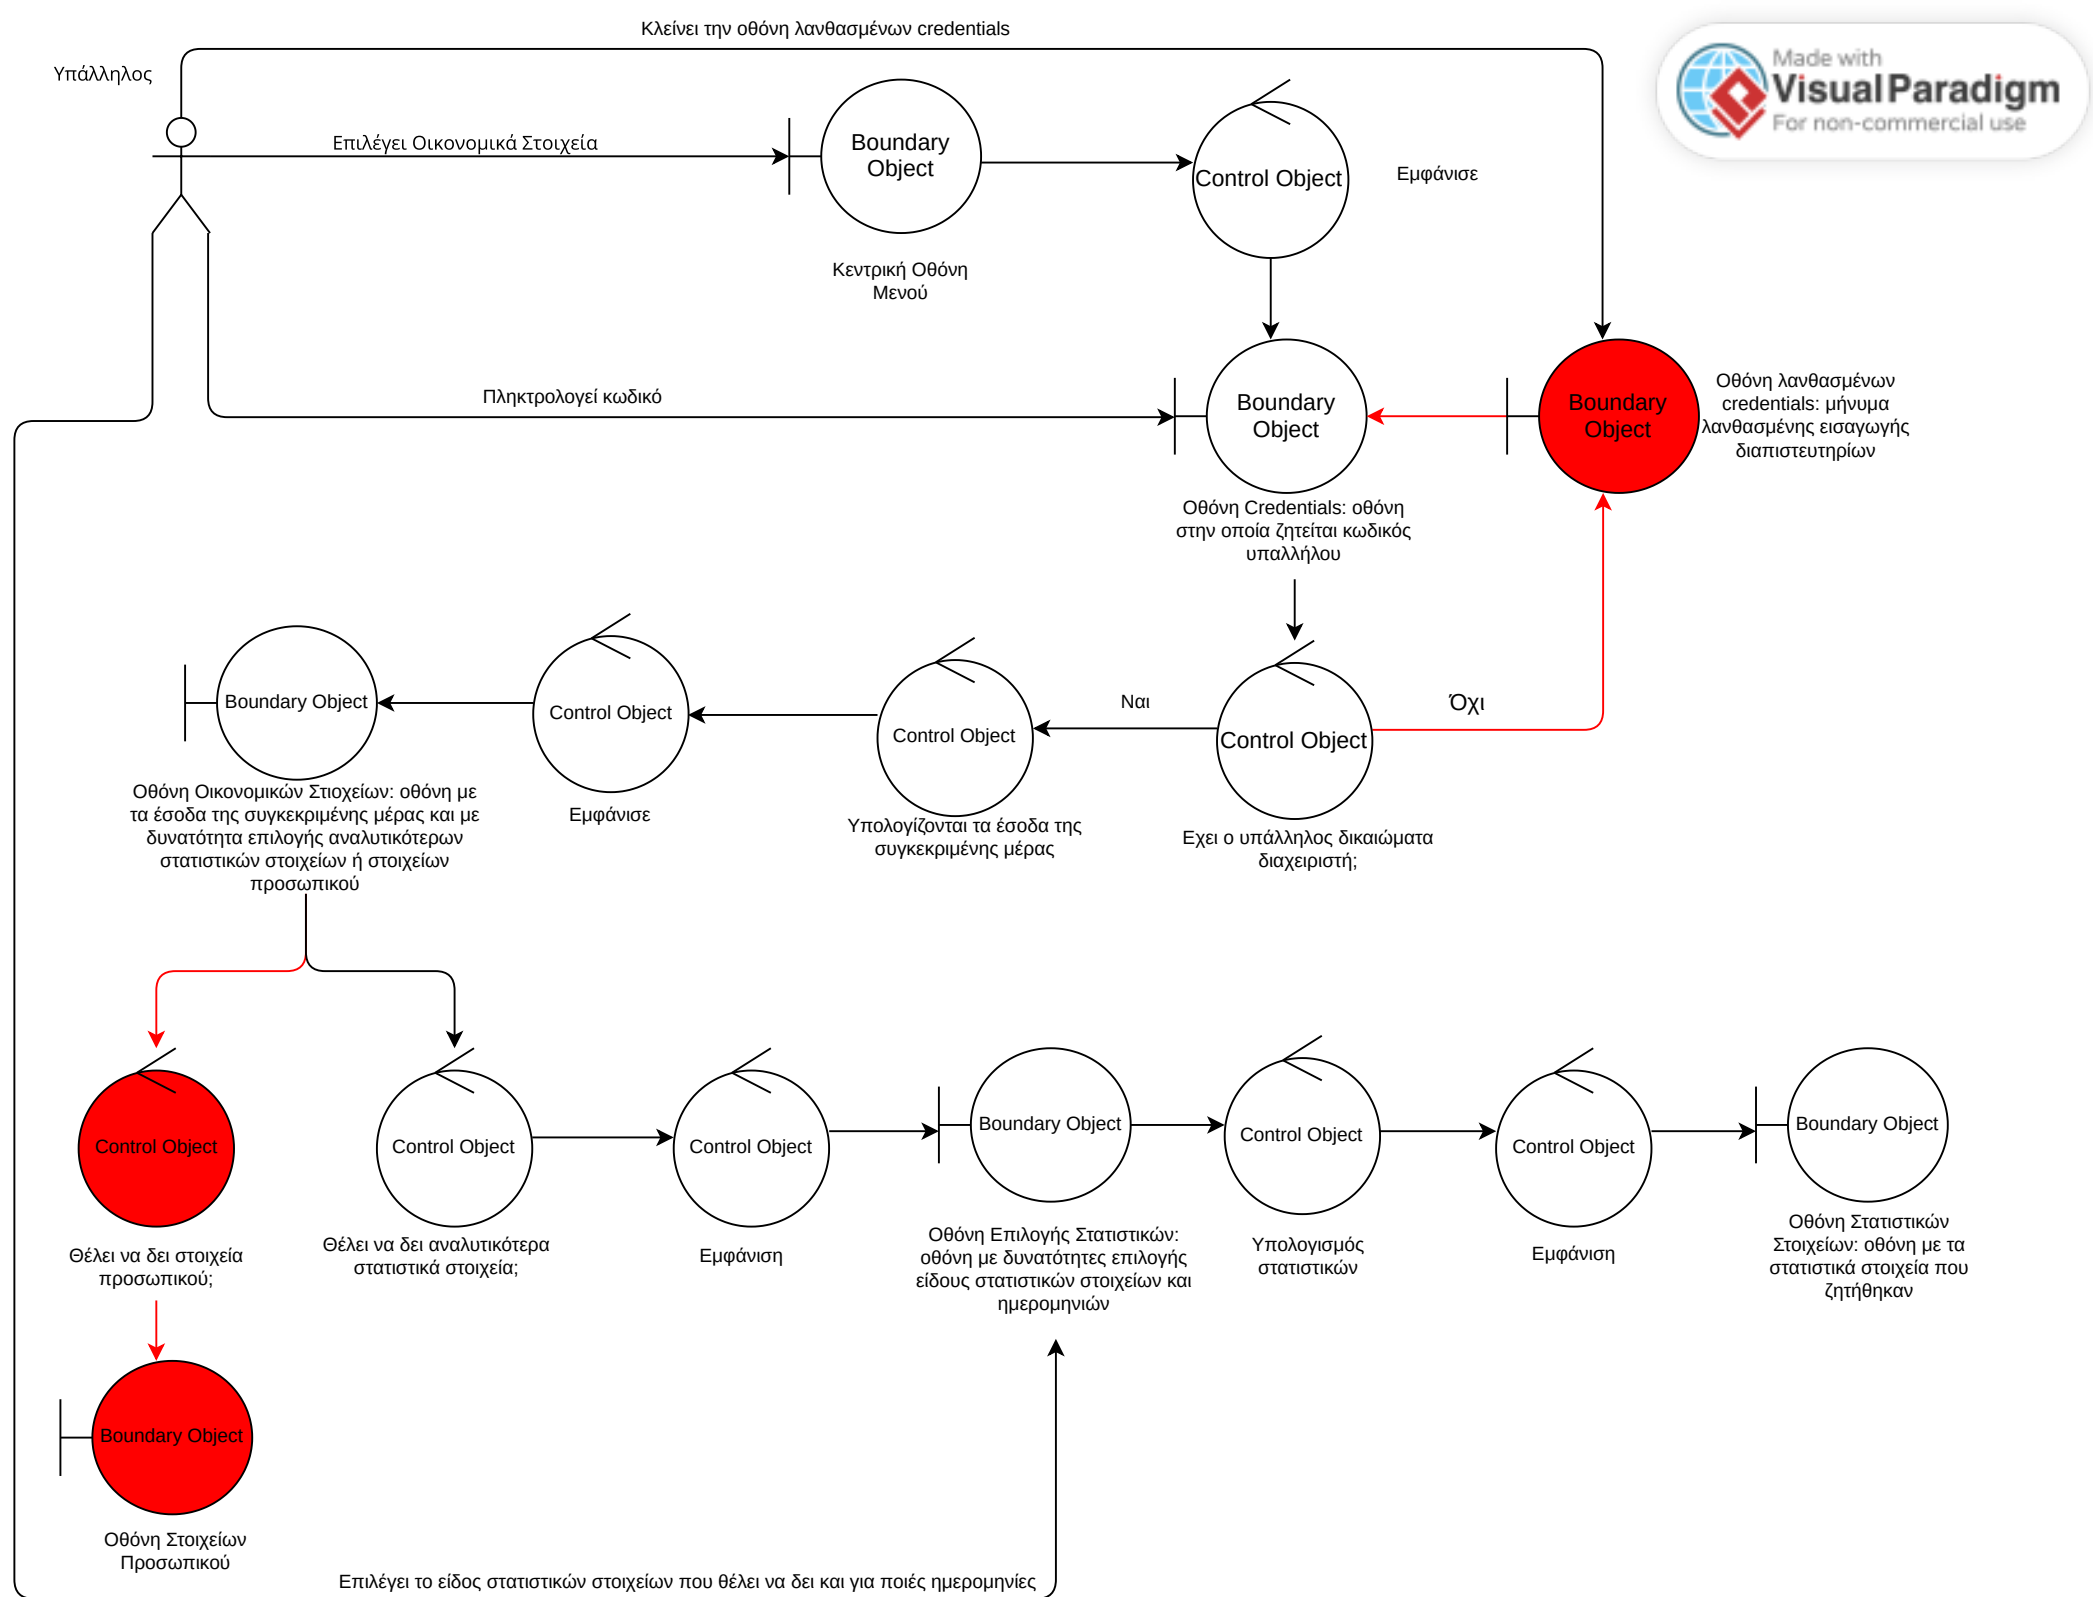 Κλείνει την οθόνη λανθασμένων credentials
Made with
Visual Paradigm
For non-commercial use
Υπάλληλος
Επιλέγει Οικονομικά Στοιχεία
Boundary
Object
Control Object
Εμφάνισε
Κεντρική Οθόνη
Μενού
Πληκτρολογεί κωδικό
Boundary
Object
Boundary
Object
Οθόνη λανθασμένων
credentials: μήνυμα
λανθασμένης εισαγωγής
διαπιστευτηρίων
Οθόνη Credentials: οθόνη
στην οποία ζητείται κωδικός
υπαλλήλου
Boundary Object
Control Object
Control Object
Ναι
Control Object
Όχι
Οθόνη Οικονομικών Στιοχείων: οθόνη με
τα έσοδα της συγκεκριμένης μέρας και με
δυνατότητα επιλογής αναλυτικότερων
στατιστικών στοιχείων ή στοιχείων
προσωπικού
Εμφάνισε
Υπολογίζονται τα έσοδα της
συγκεκριμένης μέρας
Εχει ο υπάλληλος δικαιώματα
διαχειριστή;
Control Object
Control Object
Control Object
Boundary Object
Control Object
Control Object
Boundary Object
Θέλει να δει στοιχεία
προσωπικού;
Θέλει να δει αναλυτικότερα
στατιστικά στοιχεία;
Εμφάνιση
Οθόνη Επιλογής Στατιστικών:
οθόνη με δυνατότητες επιλογής
είδους στατιστικών στοιχείων και
ημερομηνιών
Υπολογισμός
στατιστικών
Εμφάνιση
Οθόνη Στατιστικών
Στοιχείων: οθόνη με τα
στατιστικά στοιχεία που
ζητήθηκαν
Boundary Object
Οθόνη Στοιχείων
Προσωπικού
Επιλέγει το είδος στατιστικών στοιχείων που θέλει να δει και για ποιές ημερομηνίες